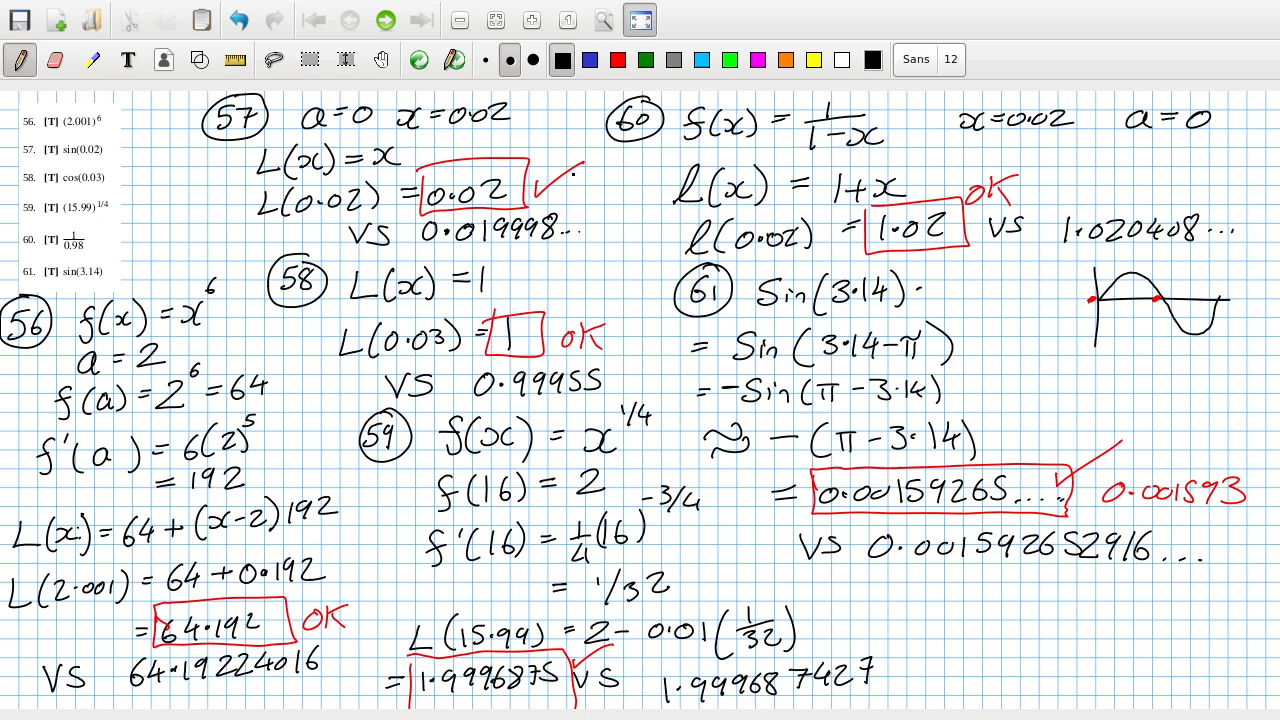 Sans 12
56. [T] (2.001)^6
57. [T] sin(0.02)
58. [T] cos(0.03)
59. [T] (15.99)^1/4
60. [T] 1/0.98
61. [T] sin(3.14)
56 f(x) = x^6
a = 2
f(a) = 2^6 = 64
f'(a) = 6(2)^5
= 192
L(x) = 64 + (x-2)192
L(2.001) = 64 + 0.192
= 64.192 OK
VS 64.19224016
57 a=0 x=0.02
L(x) = x
L(0.02) = 0.02 ✓
VS 0.019998...
58 L(x) = 1
L(0.03) = 1 OK
VS 0.99955
59 f(x) = x^1/4
f(16) = 2
f'(16) = 1/4(16)^-3/4
= 1/32
L(15.99) = 2 - 0.01(1/32)
= 1.9996875 ✓ VS 1.999687427
60 f(x) = 1/1-x x=0.02 a=0
l(x) = 1+x
l(0.02) = 1.02 OK VS 1.020408...
61 Sin(3.14)
= Sin(3.14-π)
= -Sin(π-3.14)
≈ -(π-3.14)
= 0.00159265.... ✓ 0.001593
VS 0.00159265 2916...